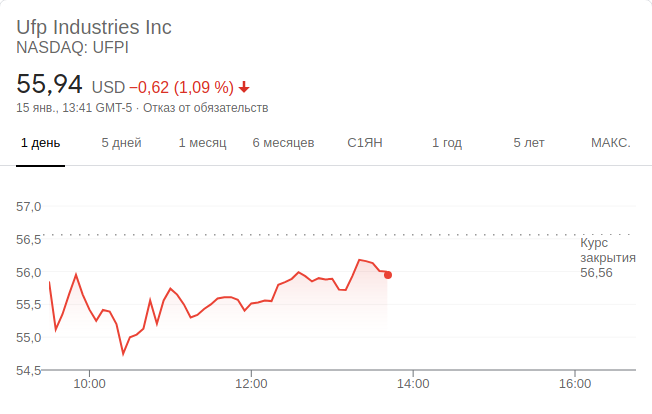 Ufp Industries Inc
NASDAQ: UFPI
55,94 USD −0,62 (1,09 %)
15 янв., 13:41 GMT-5 · Отказ от обязательств
1 день 5 дней 1 месяц 6 месяцев С1ЯН 1 год 5 лет МАКС.
57,0
56,5
Курс
закрытия
56,56
56,0
55,5
55,0
54,5
10:00 12:00 14:00 16:00